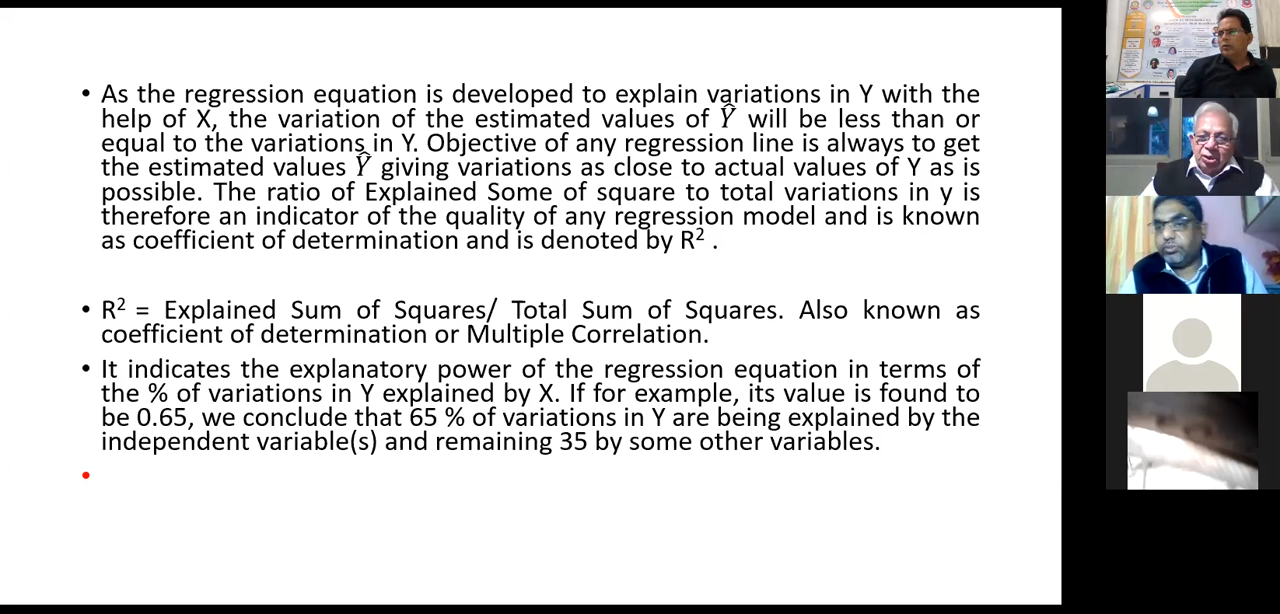 • As the regression equation is developed to explain variations in Y with the
help of X, the variation of the estimated values of Ŷ will be less than or
equal to the variations in Y. Objective of any regression line is always to get
the estimated values Ŷ giving variations as close to actual values of Y as is
possible. The ratio of Explained Some of square to total variations in y is
therefore an indicator of the quality of any regression model and is known
as coefficient of determination and is denoted by R² .
• R² = Explained Sum of Squares/ Total Sum of Squares. Also known as
coefficient of determination or Multiple Correlation.
• It indicates the explanatory power of the regression equation in terms of
the % of variations in Y explained by X. If for example, its value is found to
be 0.65, we conclude that 65 % of variations in Y are being explained by the
independent variable(s) and remaining 35 by some other variables.
•